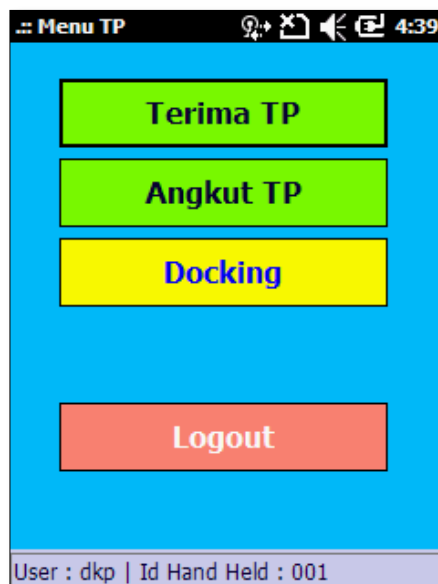 .:: Menu TP 4:39
Terima TP
Angkut TP
Docking
Logout
User : dkp | Id Hand Held : 001